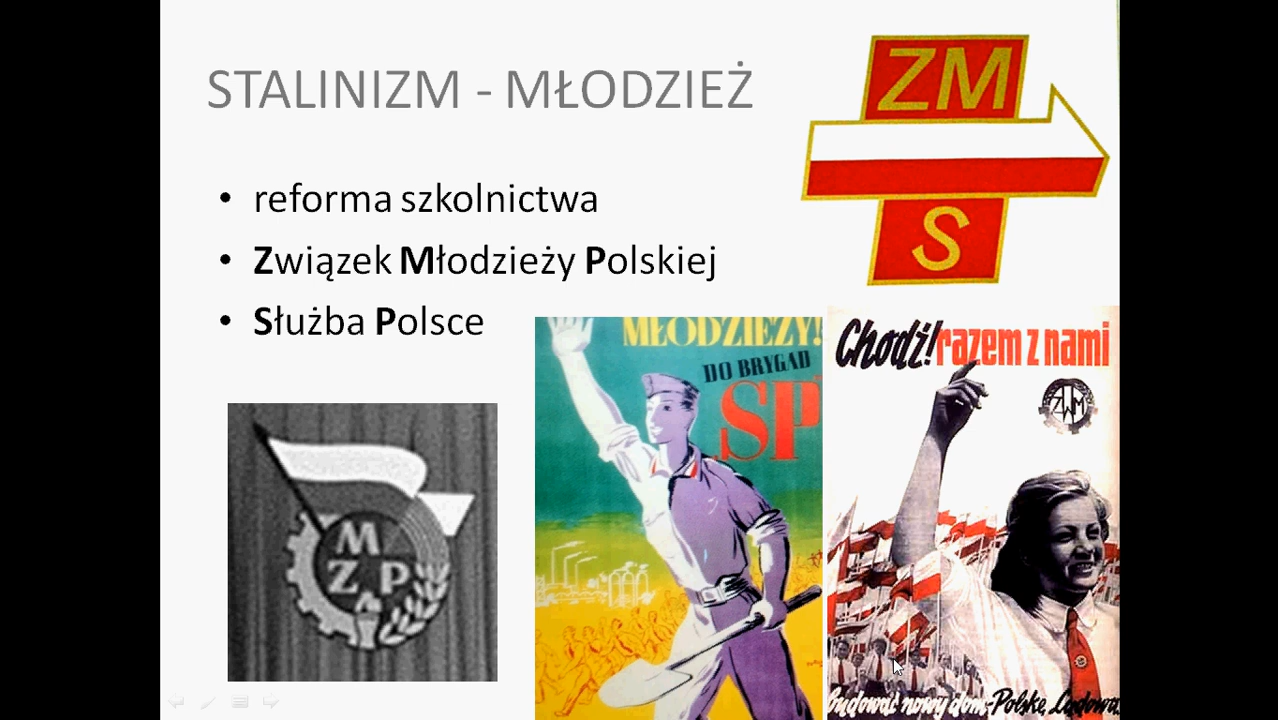 STALINIZM - MŁODZIEŻ
ZM
S
• reforma szkolnictwa
• Związek Młodzieży Polskiej
• Służba Polsce
M
Z P
MŁODZIEŻY!
DO BRYGAD
SP
Chodź! razem z nami
ZWM
budować nowy dom-Polskę Ludową